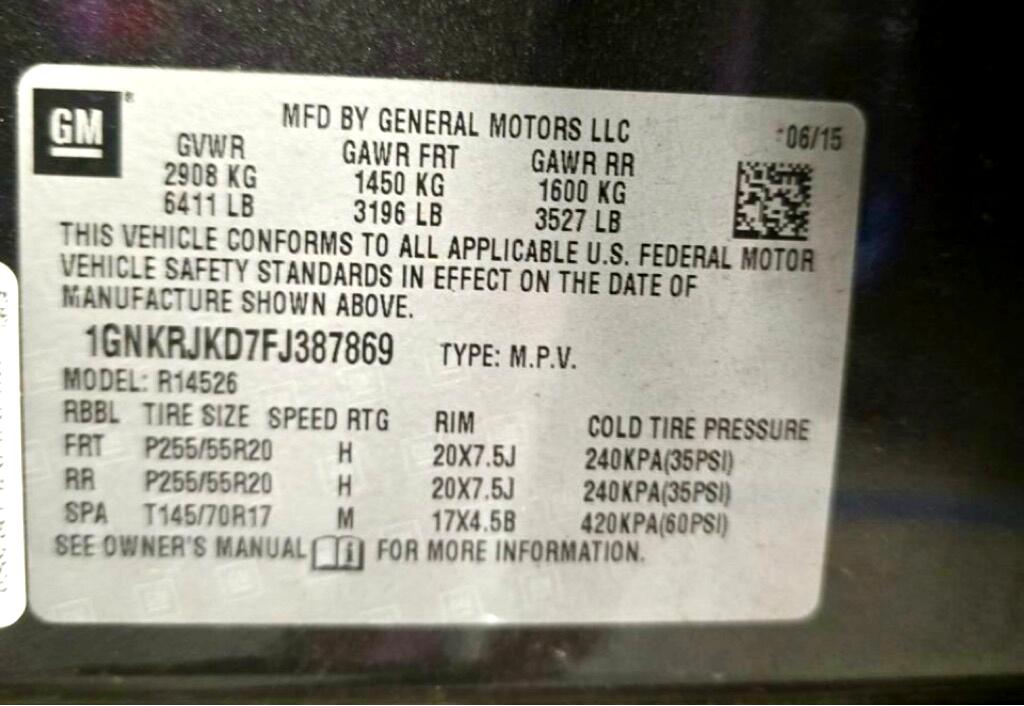 GM®
MFD BY GENERAL MOTORS LLC
06/15
GVWR GAWR FRT GAWR RR
2908 KG 1450 KG 1600 KG
6411 LB 3196 LB 3527 LB
THIS VEHICLE CONFORMS TO ALL APPLICABLE U.S. FEDERAL MOTOR
VEHICLE SAFETY STANDARDS IN EFFECT ON THE DATE OF
MANUFACTURE SHOWN ABOVE.
1GNKRJKD7FJ387869 TYPE: M.P.V.
MODEL: R14526
RBBL TIRE SIZE SPEED RTG RIM COLD TIRE PRESSURE
FRT P255/55R20 H 20X7.5J 240KPA(35PSI)
RR P255/55R20 H 20X7.5J 240KPA(35PSI)
SPA T145/70R17 M 17X4.5B 420KPA(60PSI)
SEE OWNER'S MANUAL FOR MORE INFORMATION.